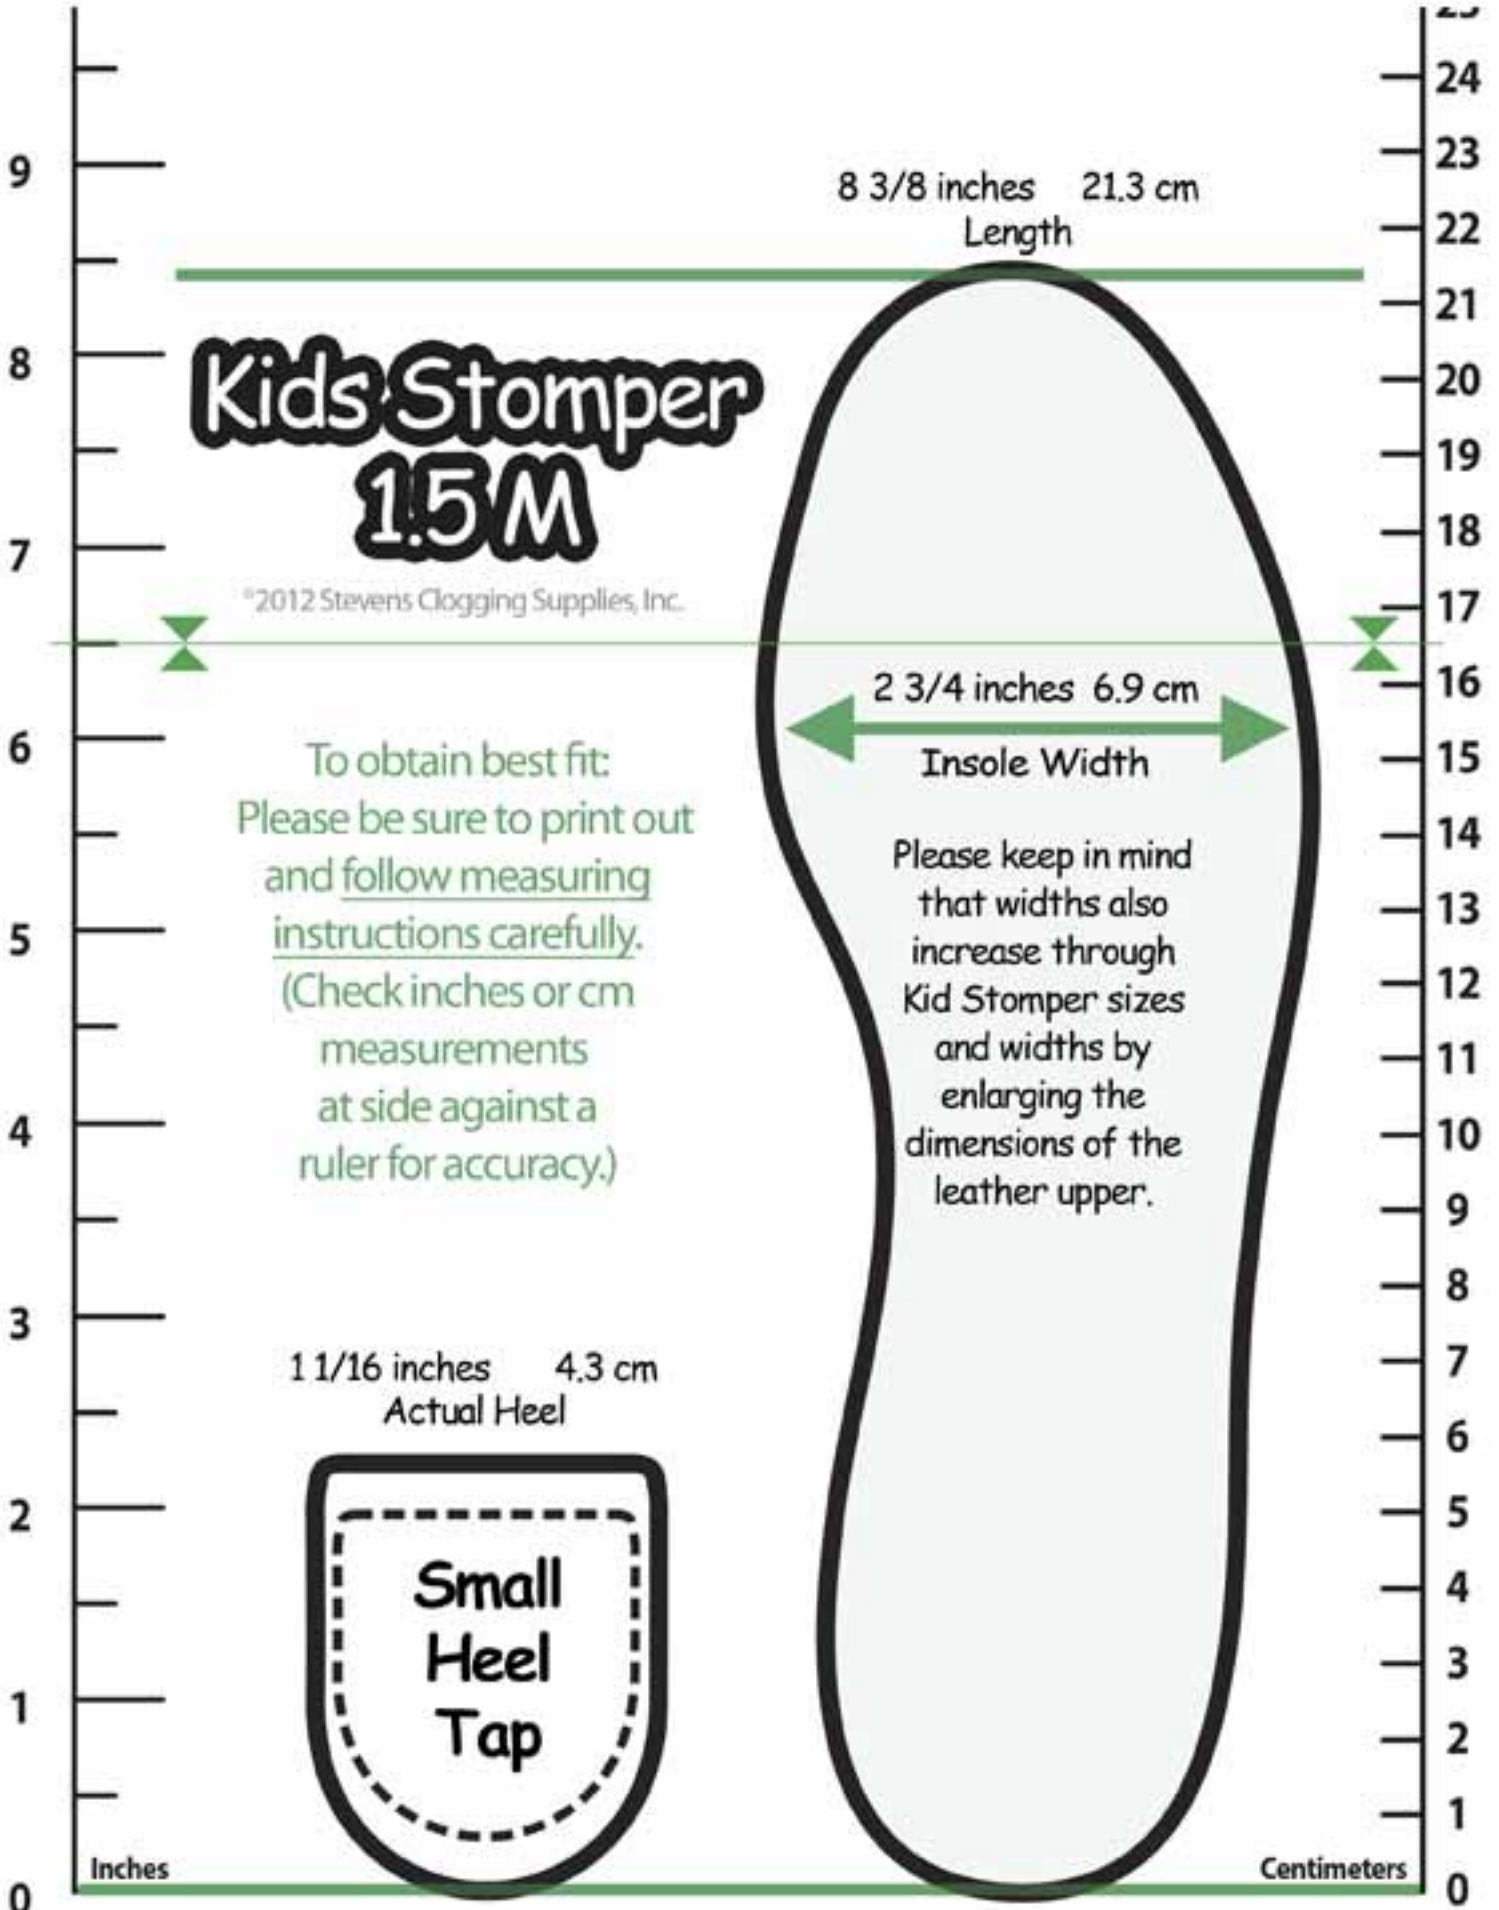 8 3/8 inches 21.3 cm
Length
Kids Stomper
1.5 M
©2012 Stevens Clogging Supplies, Inc.
2 3/4 inches 6.9 cm
Insole Width
To obtain best fit:
Please be sure to print out
and follow measuring
instructions carefully.
(Check inches or cm
measurements
at side against a
ruler for accuracy.)
Please keep in mind
that widths also
increase through
Kid Stomper sizes
and widths by
enlarging the
dimensions of the
leather upper.
1 1/16 inches 4.3 cm
Actual Heel
Small
Heel
Tap
Inches
9
8
7
6
5
4
3
2
1
0
Centimeters
25
24
23
22
21
20
19
18
17
16
15
14
13
12
11
10
9
8
7
6
5
4
3
2
1
0